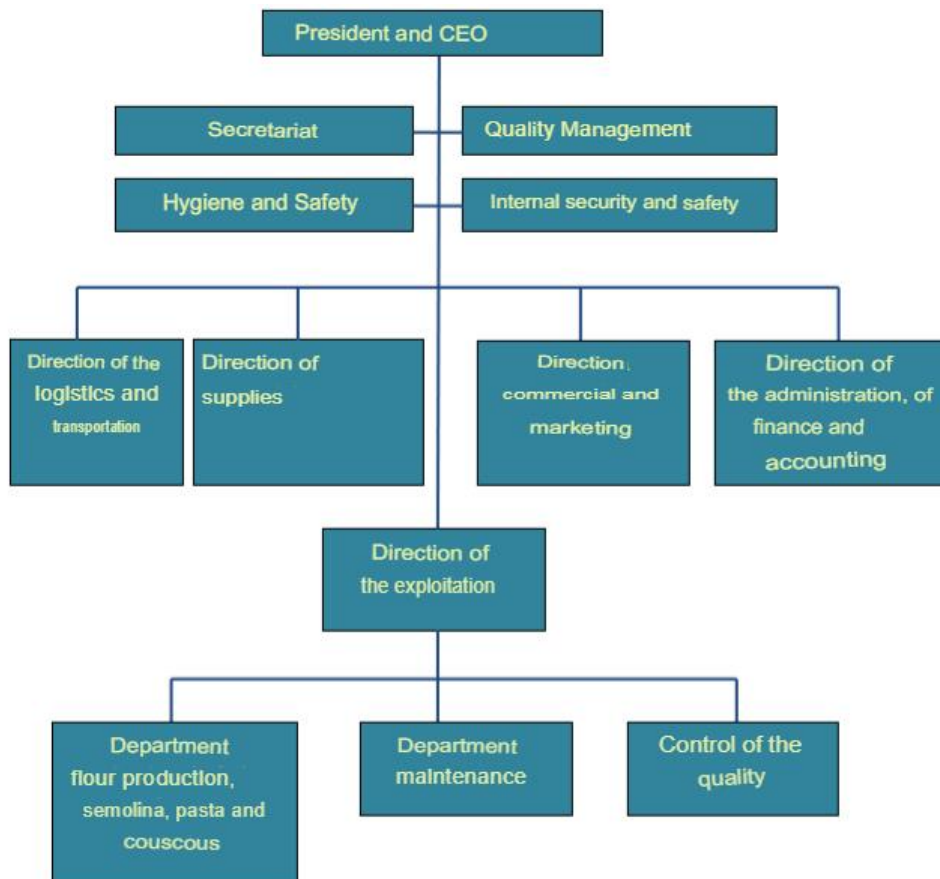 President and CEO
Secretariat
Quality Management
Hygiene and Safety
Internal security and safety
Direction of the
logistics and
transportation
Direction of
supplies
Direction.
commercial and
marketing
Direction of
the administration, of
finance and
accounting
Direction of
the exploitation
Department
flour production,
semolina, pasta and
couscous
Department
maintenance
Control of the
quality